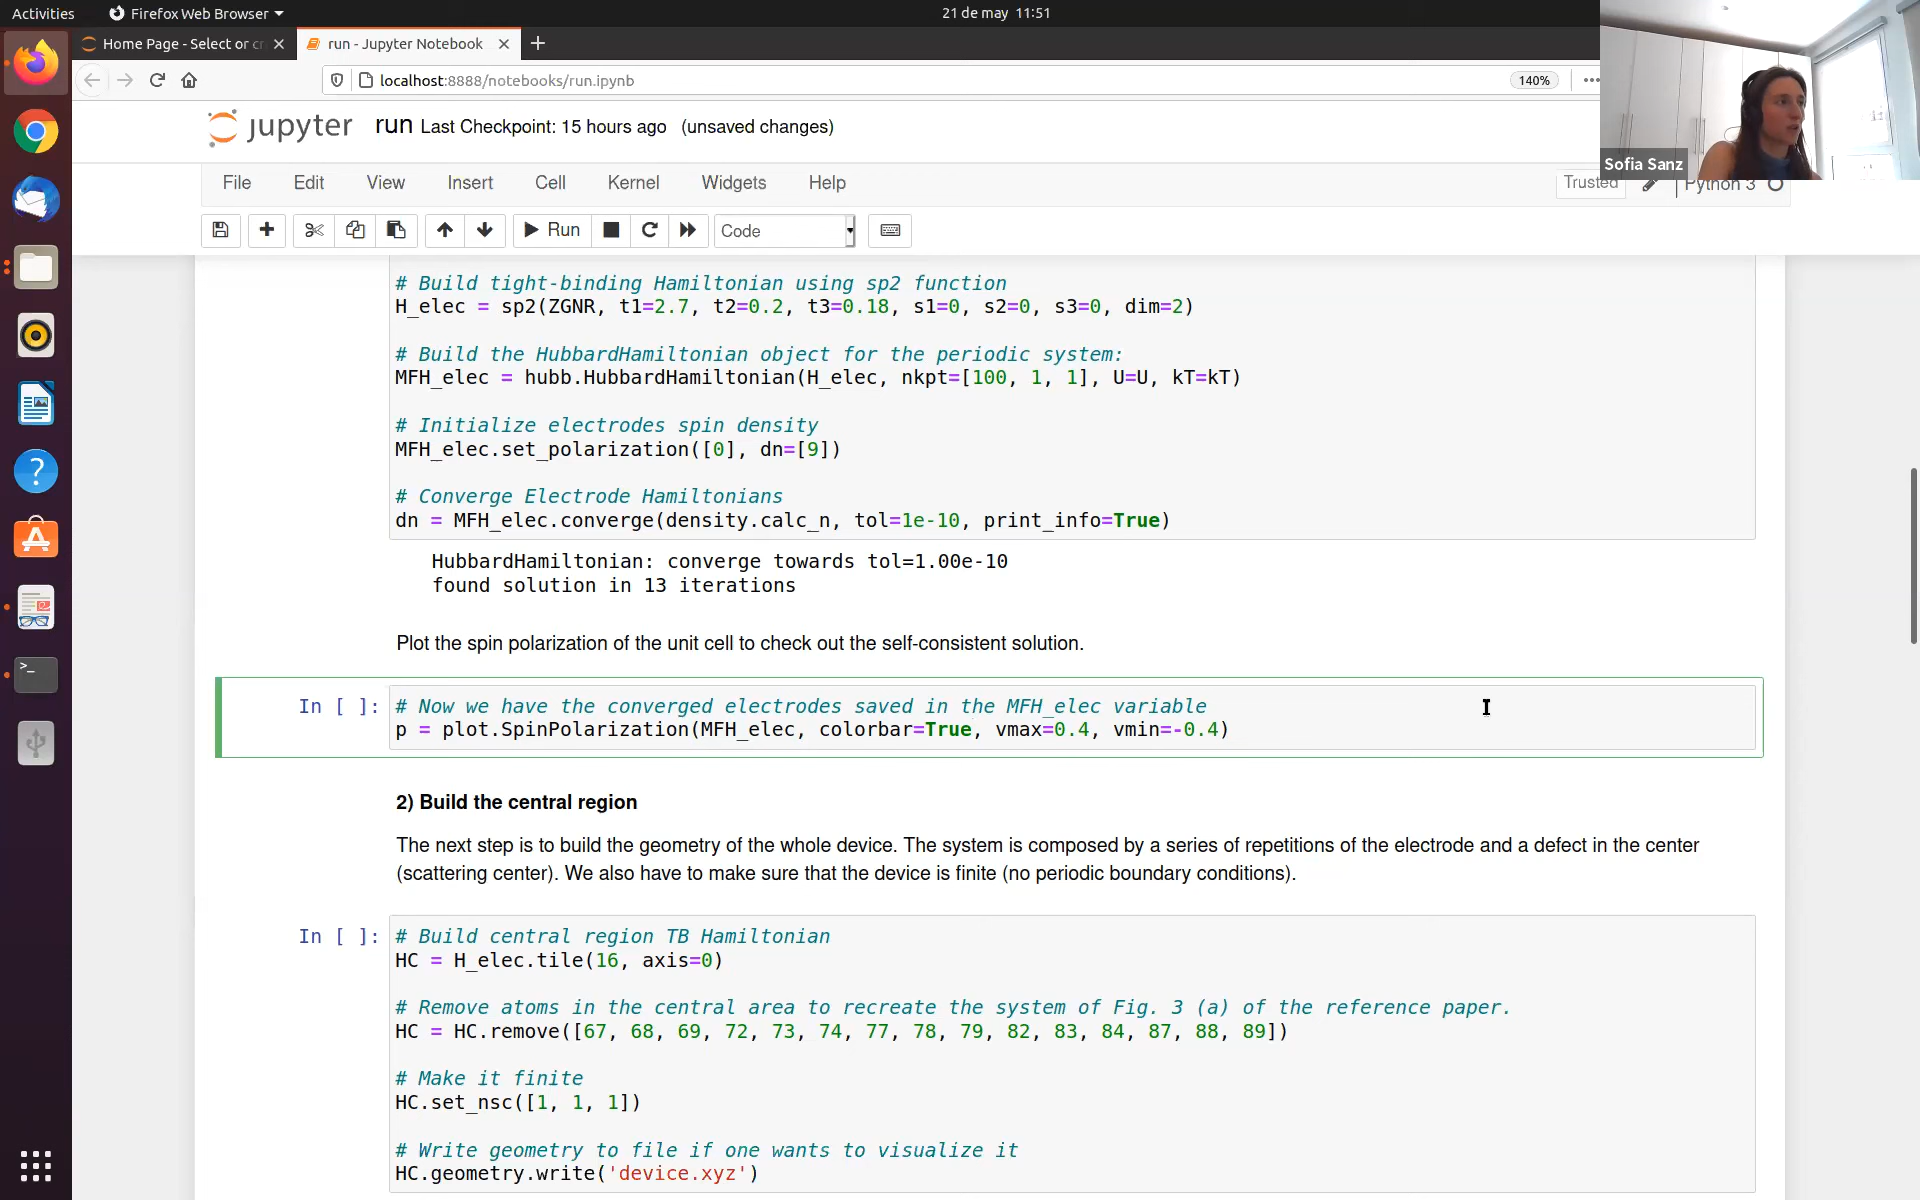 Activities
Firefox Web Browser
21 de may 11:51
Home Page - Select or cr
run - Jupyter Notebook
localhost:8888/notebooks/run.ipynb
140%
jupyter
run Last Checkpoint: 15 hours ago (unsaved changes)
Sofia Sanz
File Edit View Insert Cell Kernel Widgets Help
Trusted
Python 3
Run
Code
# Build tight-binding Hamiltonian using sp2 function
H_elec = sp2(ZGNR, t1=2.7, t2=0.2, t3=0.18, s1=0, s2=0, s3=0, dim=2)
# Build the HubbardHamiltonian object for the periodic system:
MFH_elec = hubb.HubbardHamiltonian(H_elec, nkpt=[100, 1, 1], U=U, kT=kT)
# Initialize electrodes spin density
MFH_elec.set_polarization([0], dn=[9])
# Converge Electrode Hamiltonians
dn = MFH_elec.converge(density.calc_n, tol=1e-10, print_info=True)
HubbardHamiltonian: converge towards tol=1.00e-10
found solution in 13 iterations
Plot the spin polarization of the unit cell to check out the self-consistent solution.
In [ ]:
# Now we have the converged electrodes saved in the MFH_elec variable
p = plot.SpinPolarization(MFH_elec, colorbar=True, vmax=0.4, vmin=-0.4)
2) Build the central region
The next step is to build the geometry of the whole device. The system is composed by a series of repetitions of the electrode and a defect in the center
(scattering center). We also have to make sure that the device is finite (no periodic boundary conditions).
In [ ]:
# Build central region TB Hamiltonian
HC = H_elec.tile(16, axis=0)
# Remove atoms in the central area to recreate the system of Fig. 3 (a) of the reference paper.
HC = HC.remove([67, 68, 69, 72, 73, 74, 77, 78, 79, 82, 83, 84, 87, 88, 89])
# Make it finite
HC.set_nsc([1, 1, 1])
# Write geometry to file if one wants to visualize it
HC.geometry.write('device.xyz')